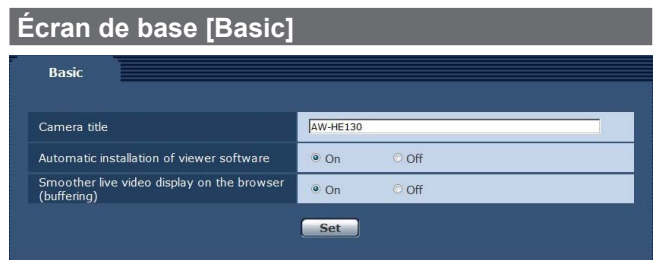 Écran de base [Basic]
Basic
Camera title AW-HE130
Automatic installation of viewer software On Off
Smoother live video display on the browser
(buffering) On Off
Set